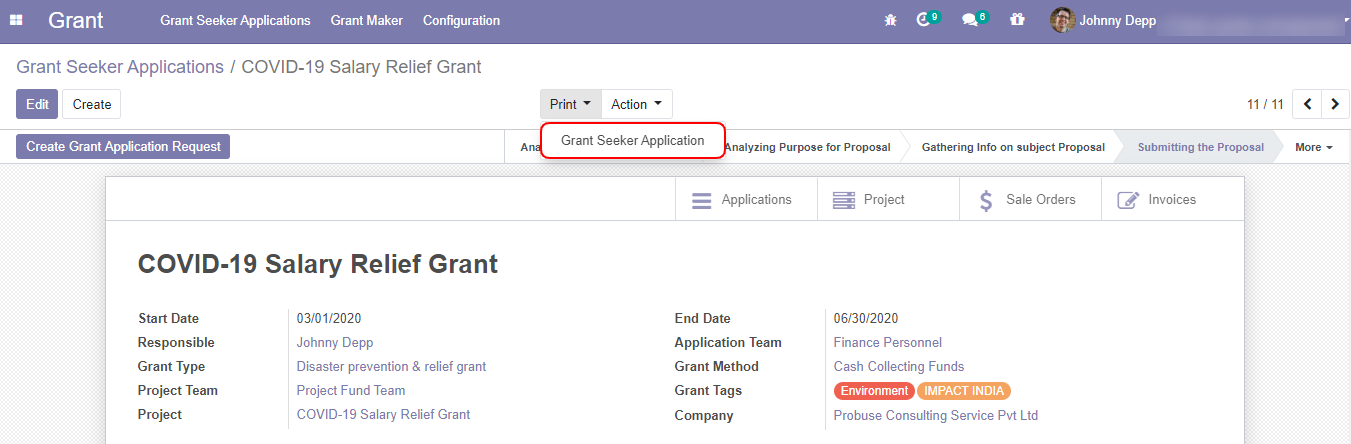 Grant Grant Seeker Applications Grant Maker Configuration 9 6 Johnny Depp
Grant Seeker Applications / COVID-19 Salary Relief Grant
Edit Create Print Action 11 / 11
Create Grant Application Request Grant Seeker Application Analyzing Purpose for Proposal Gathering Info on subject Proposal Submitting the Proposal More
Applications Project $ Sale Orders Invoices
COVID-19 Salary Relief Grant
Start Date 03/01/2020 End Date 06/30/2020
Responsible Johnny Depp Application Team Finance Personnel
Grant Type Disaster prevention & relief grant Grant Method Cash Collecting Funds
Project Team Project Fund Team Grant Tags Environment IMPACT INDIA
Project COVID-19 Salary Relief Grant Company Probuse Consulting Service Pvt Ltd